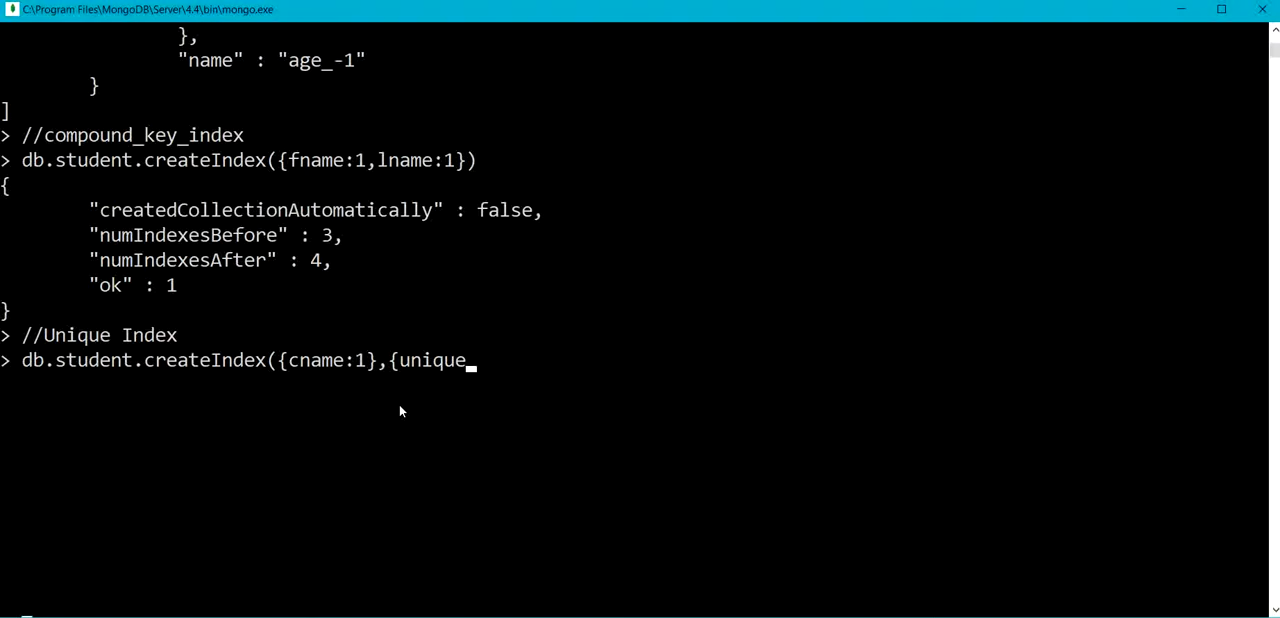 C:\Program Files\MongoDB\Server\4.4\bin\mongo.exe
},
"name" : "age_-1"
}
]
> //compound_key_index
> db.student.createIndex({fname:1,lname:1})
{
"createdCollectionAutomatically" : false,
"numIndexesBefore" : 3,
"numIndexesAfter" : 4,
"ok" : 1
}
> //Unique Index
> db.student.createIndex({cname:1},{unique